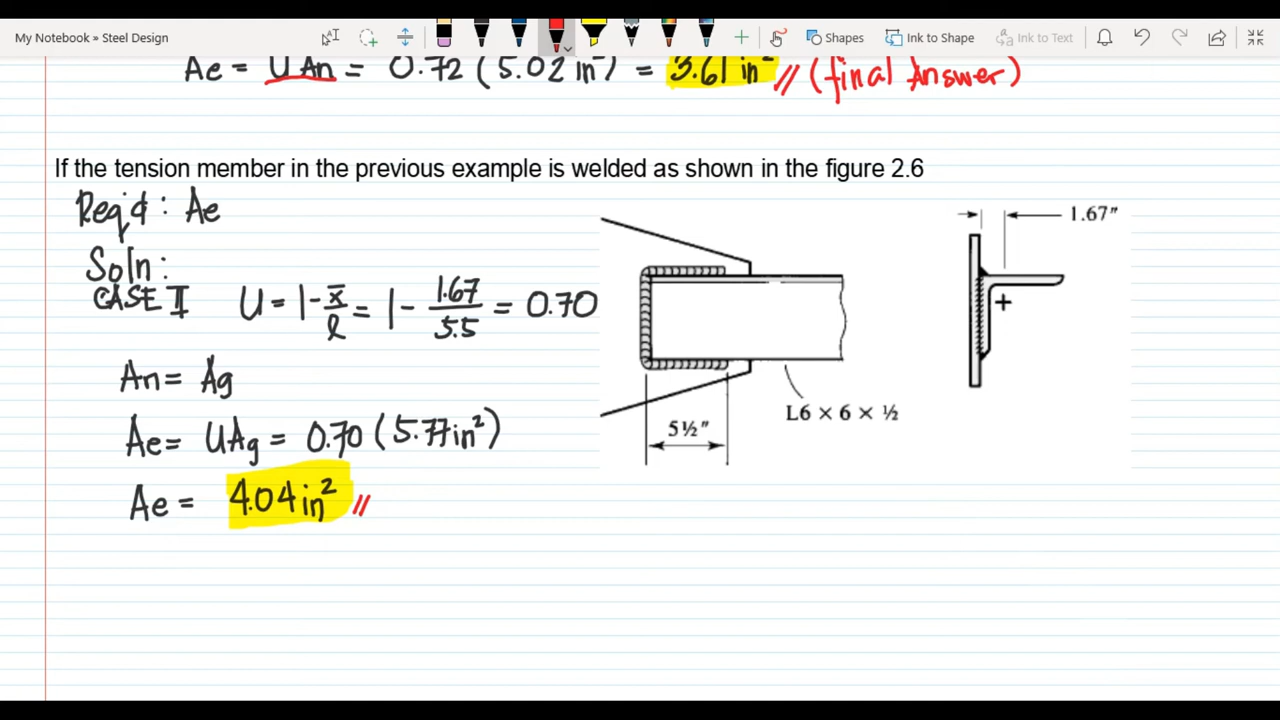 My Notebook » Steel Design
Shapes
Ink to Shape
Ink to Text
Ae = UAn = 0.72 (5.02 in²) = 3.61 in² // (final Answer)
If the tension member in the previous example is welded as shown in the figure 2.6
Req'd : Ae
Soln :
CASE II U = 1 - x̄/l = 1 - 1.67/5.5 = 0.70
An = Ag
Ae = UAg = 0.70 (5.77 in²)
Ae = 4.04 in² //
1.67"
+
5½"
L6 × 6 × ½